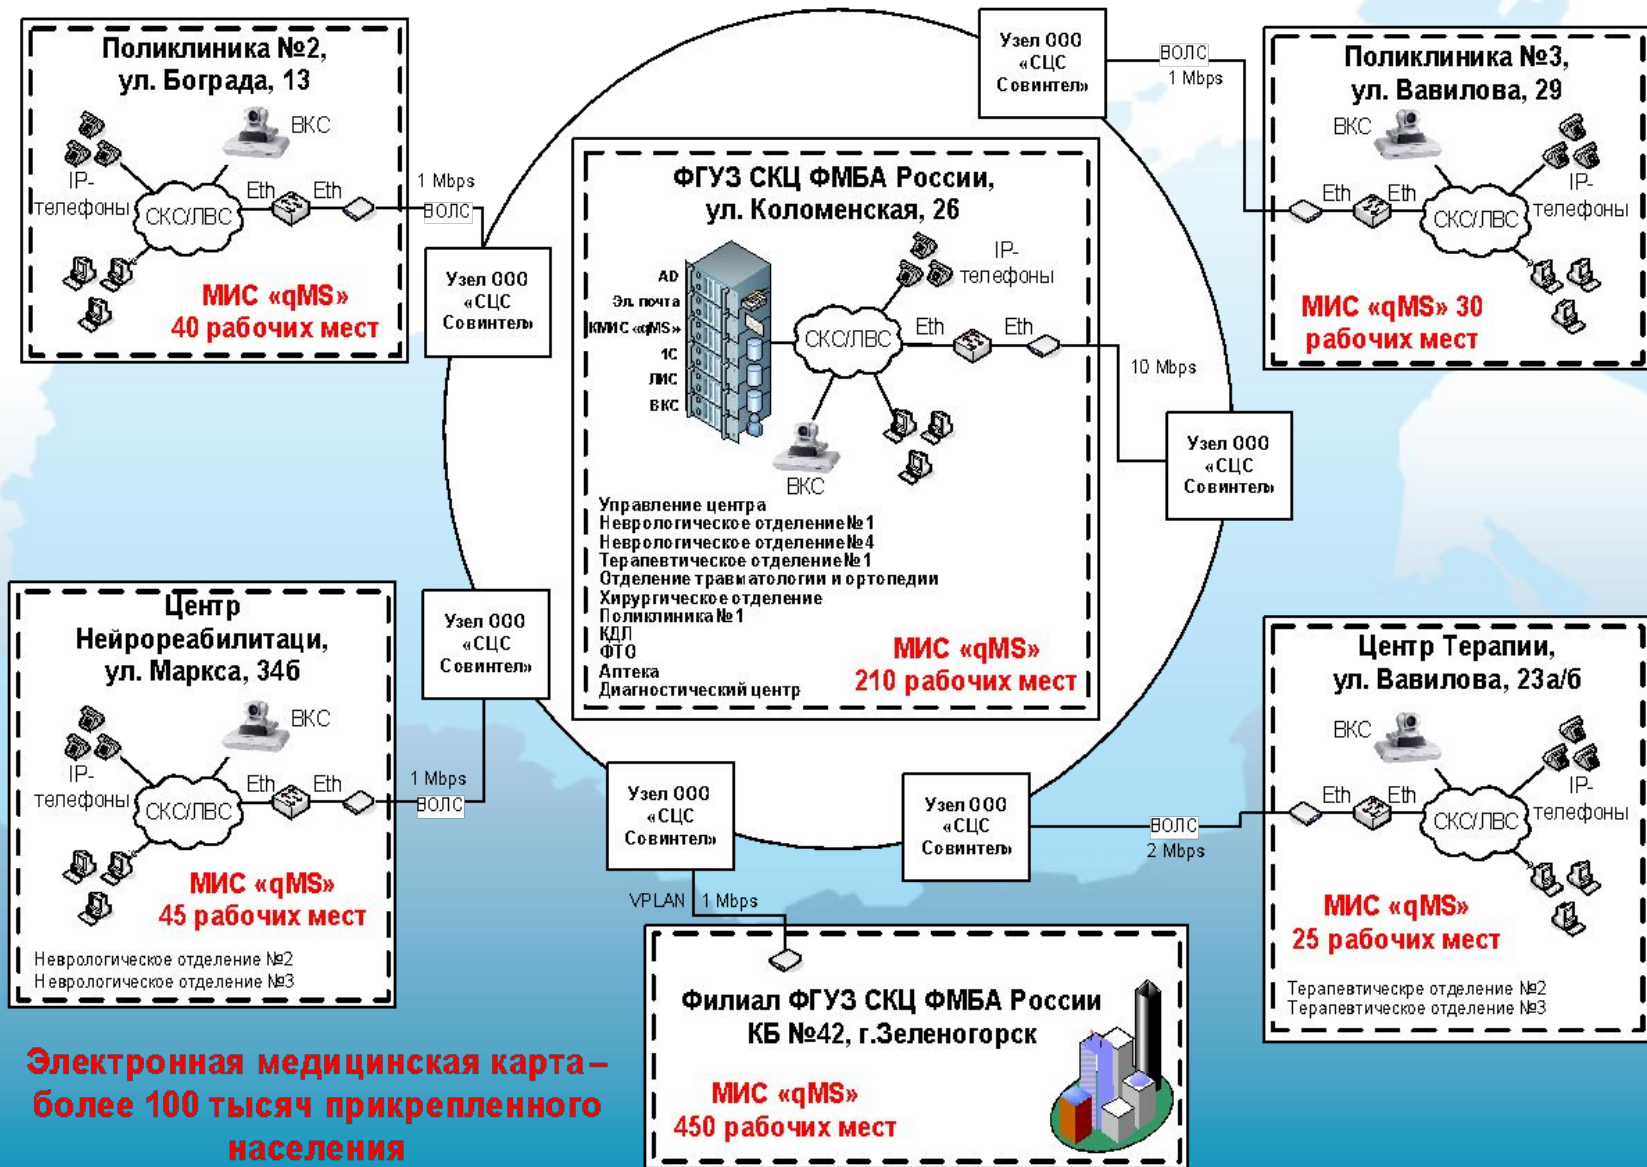 Поликлиника №2,
ул. Бограда, 13
ВКС
IP-
телефоны
СКС/ЛВС
Eth
Eth
1 Mbps
ВОЛС
МИС «qMS»
40 рабочих мест
Узел ООО
«СЦС
Совинтел»
Узел ООО
«СЦС
Совинтел»
ВОЛС
1 Mbps
Поликлиника №3,
ул. Вавилова, 29
ВКС
IP-
телефоны
Eth
Eth
СКС/ЛВС
МИС «qMS» 30
рабочих мест
ФГУЗ СКЦ ФМБА России,
ул. Коломенская, 26
AD
Эл. почта
КМИС «qMS»
1С
ЛИС
ВКС
IP-
телефоны
СКС/ЛВС
Eth
Eth
ВКС
10 Mbps
Узел ООО
«СЦС
Совинтел»
Управление центра
Неврологическое отделение №1
Неврологическое отделение №4
Терапевтическое отделение №1
Отделение травматологии и ортопедии
Хирургическое отделение
Поликлиника №1
КДЛ
ФТО
Аптека
Диагностический центр
МИС «qMS»
210 рабочих мест
Центр
Нейрореабилитаци,
ул. Маркса, 34б
ВКС
IP-
телефоны
СКС/ЛВС
Eth
Eth
1 Mbps
ВОЛС
МИС «qMS»
45 рабочих мест
Неврологическое отделение №2
Неврологическое отделение №3
Узел ООО
«СЦС
Совинтел»
Узел ООО
«СЦС
Совинтел»
VPLAN
1 Mbps
Узел ООО
«СЦС
Совинтел»
ВОЛС
2 Mbps
Центр Терапии,
ул. Вавилова, 23а/б
ВКС
IP-
телефоны
Eth
Eth
СКС/ЛВС
МИС «qMS»
25 рабочих мест
Терапевтическре отделение №2
Терапевтическое отделение №3
Филиал ФГУЗ СКЦ ФМБА России
КБ №42, г.Зеленогорск
МИС «qMS»
450 рабочих мест
Электронная медицинская карта –
более 100 тысяч прикрепленного
населения